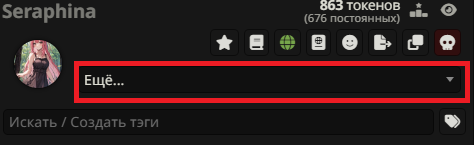 Seraphina
863 токенов
(676 постоянных)
Ещё...
Искать / Создать тэги